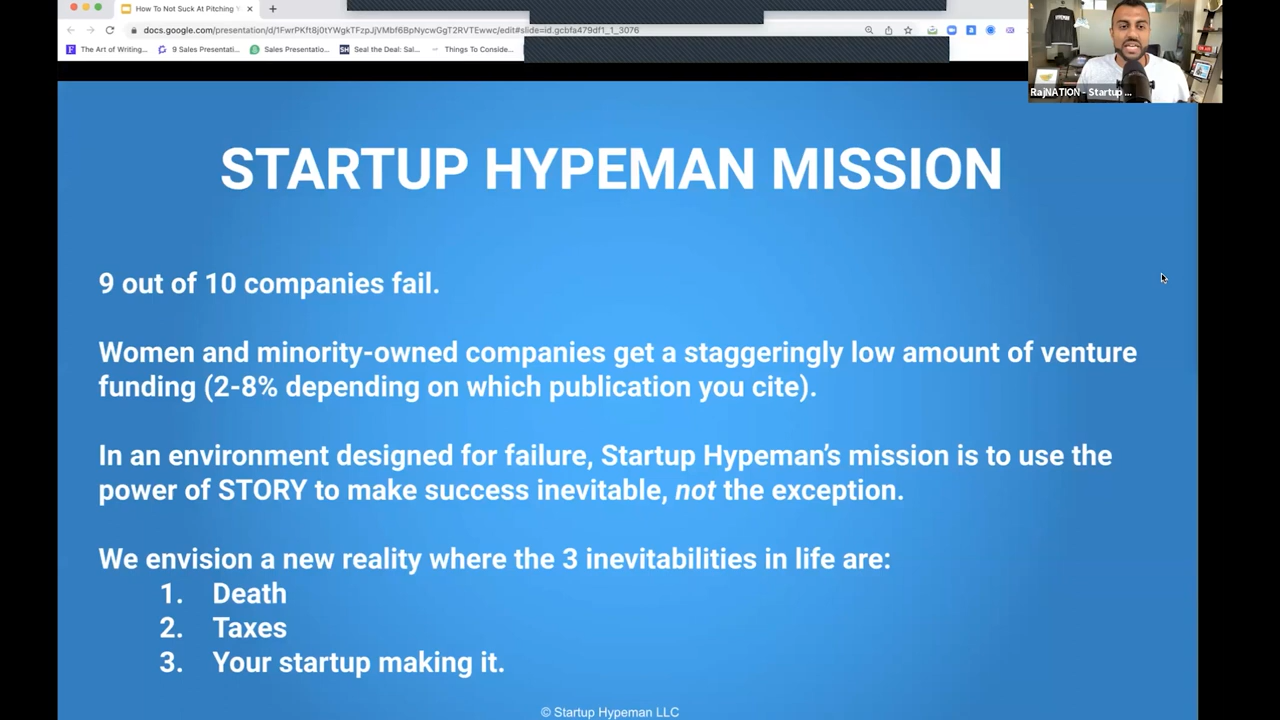 How To Not Suck At Pitching
docs.google.com/presentation/d/1FwrPKft8j0tYWgkTFzpJjVMbf6BpNycwGgT2RVTEwwc/edit#slide=id.gcbfa479df1_1_3076
The Art of Writing...
9 Sales Presentati...
Sales Presentatio...
Seal the Deal: Sal...
Things To Conside...
HYPEMAN
RajNATION - Startup ...
STARTUP HYPEMAN MISSION
9 out of 10 companies fail.
Women and minority-owned companies get a staggeringly low amount of venture
funding (2-8% depending on which publication you cite).
In an environment designed for failure, Startup Hypeman’s mission is to use the
power of STORY to make success inevitable, not the exception.
We envision a new reality where the 3 inevitabilities in life are:
1. Death
2. Taxes
3. Your startup making it.
© Startup Hypeman LLC